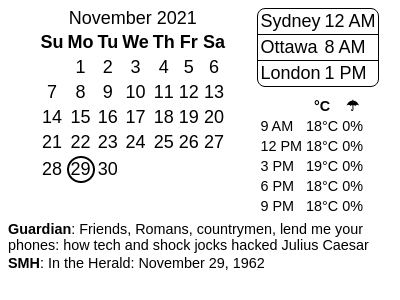 November 2021
Su Mo Tu We Th Fr Sa
1 2 3 4 5 6
7 8 9 10 11 12 13
14 15 16 17 18 19 20
21 22 23 24 25 26 27
28 29 30
Sydney 12 AM
Ottawa 8 AM
London 1 PM
°C ☂
9 AM 18°C 0%
12 PM 18°C 0%
3 PM 19°C 0%
6 PM 18°C 0%
9 PM 18°C 0%
Guardian: Friends, Romans, countrymen, lend me your
phones: how tech and shock jocks hacked Julius Caesar
SMH: In the Herald: November 29, 1962